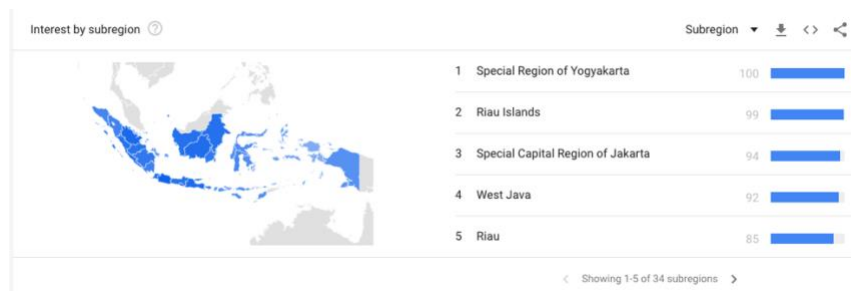 Interest by subregion
Subregion
1 Special Region of Yogyakarta 100
2 Riau Islands 99
3 Special Capital Region of Jakarta 94
4 West Java 92
5 Riau 85
Showing 1-5 of 34 subregions